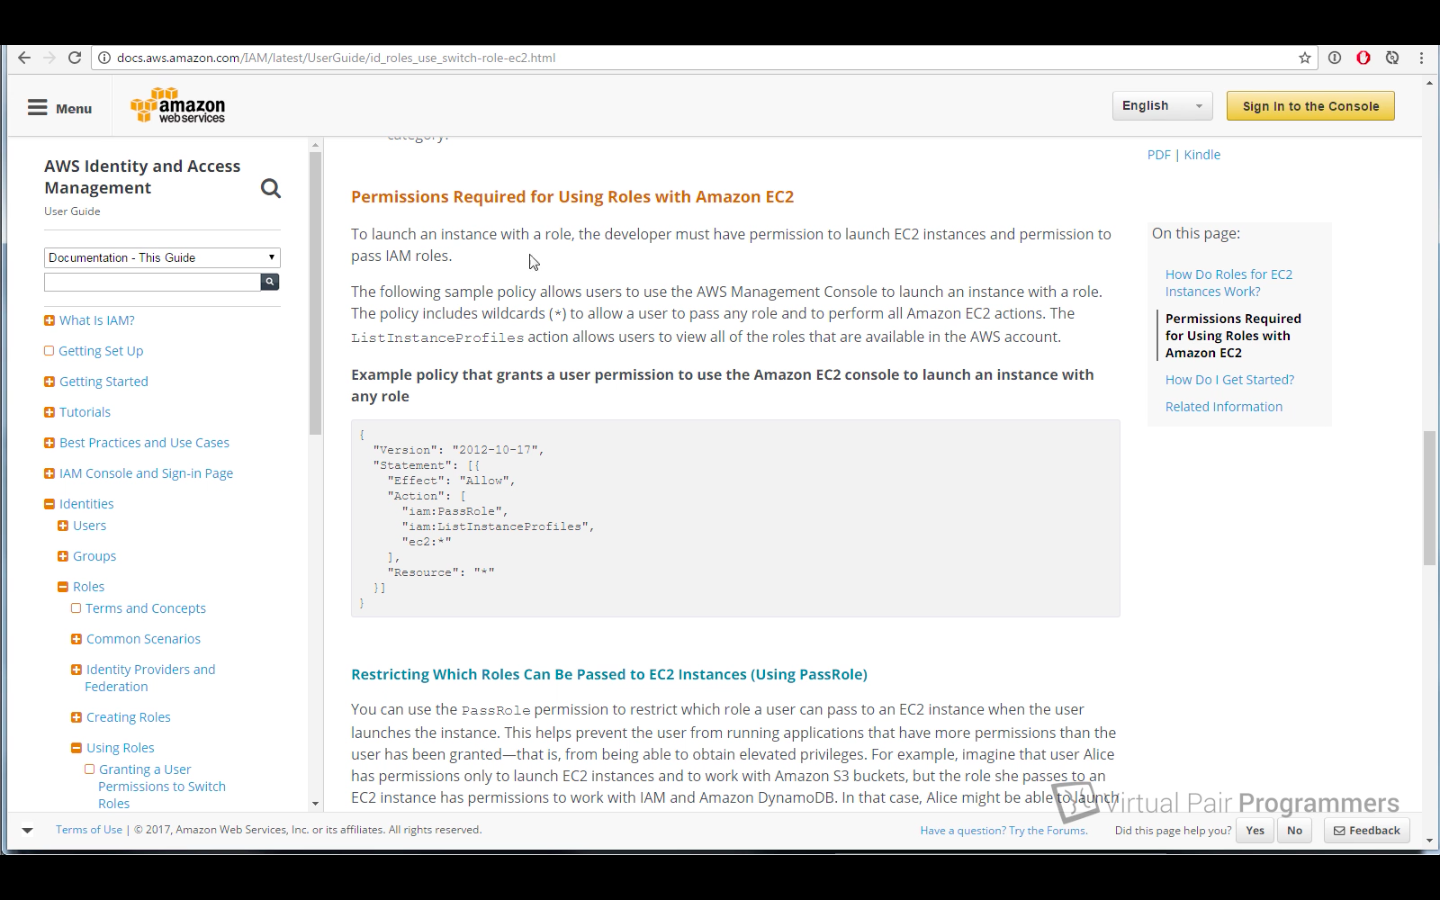 docs.aws.amazon.com/IAM/latest/UserGuide/id_roles_use_switch-role-ec2.html
Menu
amazon
web services
English
Sign In to the Console
AWS Identity and Access
Management
User Guide
Documentation - This Guide
What Is IAM?
Getting Set Up
Getting Started
Tutorials
Best Practices and Use Cases
IAM Console and Sign-in Page
Identities
Users
Groups
Roles
Terms and Concepts
Common Scenarios
Identity Providers and
Federation
Creating Roles
Using Roles
Granting a User
Permissions to Switch
Roles
category.
Permissions Required for Using Roles with Amazon EC2
To launch an instance with a role, the developer must have permission to launch EC2 instances and permission to
pass IAM roles.
The following sample policy allows users to use the AWS Management Console to launch an instance with a role.
The policy includes wildcards (*) to allow a user to pass any role and to perform all Amazon EC2 actions. The
ListInstanceProfiles action allows users to view all of the roles that are available in the AWS account.
Example policy that grants a user permission to use the Amazon EC2 console to launch an instance with
any role
{
"Version": "2012-10-17",
"Statement": [{
"Effect": "Allow",
"Action": [
"iam:PassRole",
"iam:ListInstanceProfiles",
"ec2:*"
],
"Resource": "*"
}]
}
Restricting Which Roles Can Be Passed to EC2 Instances (Using PassRole)
You can use the PassRole permission to restrict which role a user can pass to an EC2 instance when the user
launches the instance. This helps prevent the user from running applications that have more permissions than the
user has been granted—that is, from being able to obtain elevated privileges. For example, imagine that user Alice
has permissions only to launch EC2 instances and to work with Amazon S3 buckets, but the role she passes to an
EC2 instance has permissions to work with IAM and Amazon DynamoDB. In that case, Alice might be able to launch
PDF | Kindle
On this page:
How Do Roles for EC2
Instances Work?
Permissions Required
for Using Roles with
Amazon EC2
How Do I Get Started?
Related Information
Virtual Pair Programmers
Terms of Use | © 2017, Amazon Web Services, Inc. or its affiliates. All rights reserved.
Have a question? Try the Forums.
Did this page help you?
Yes
No
Feedback